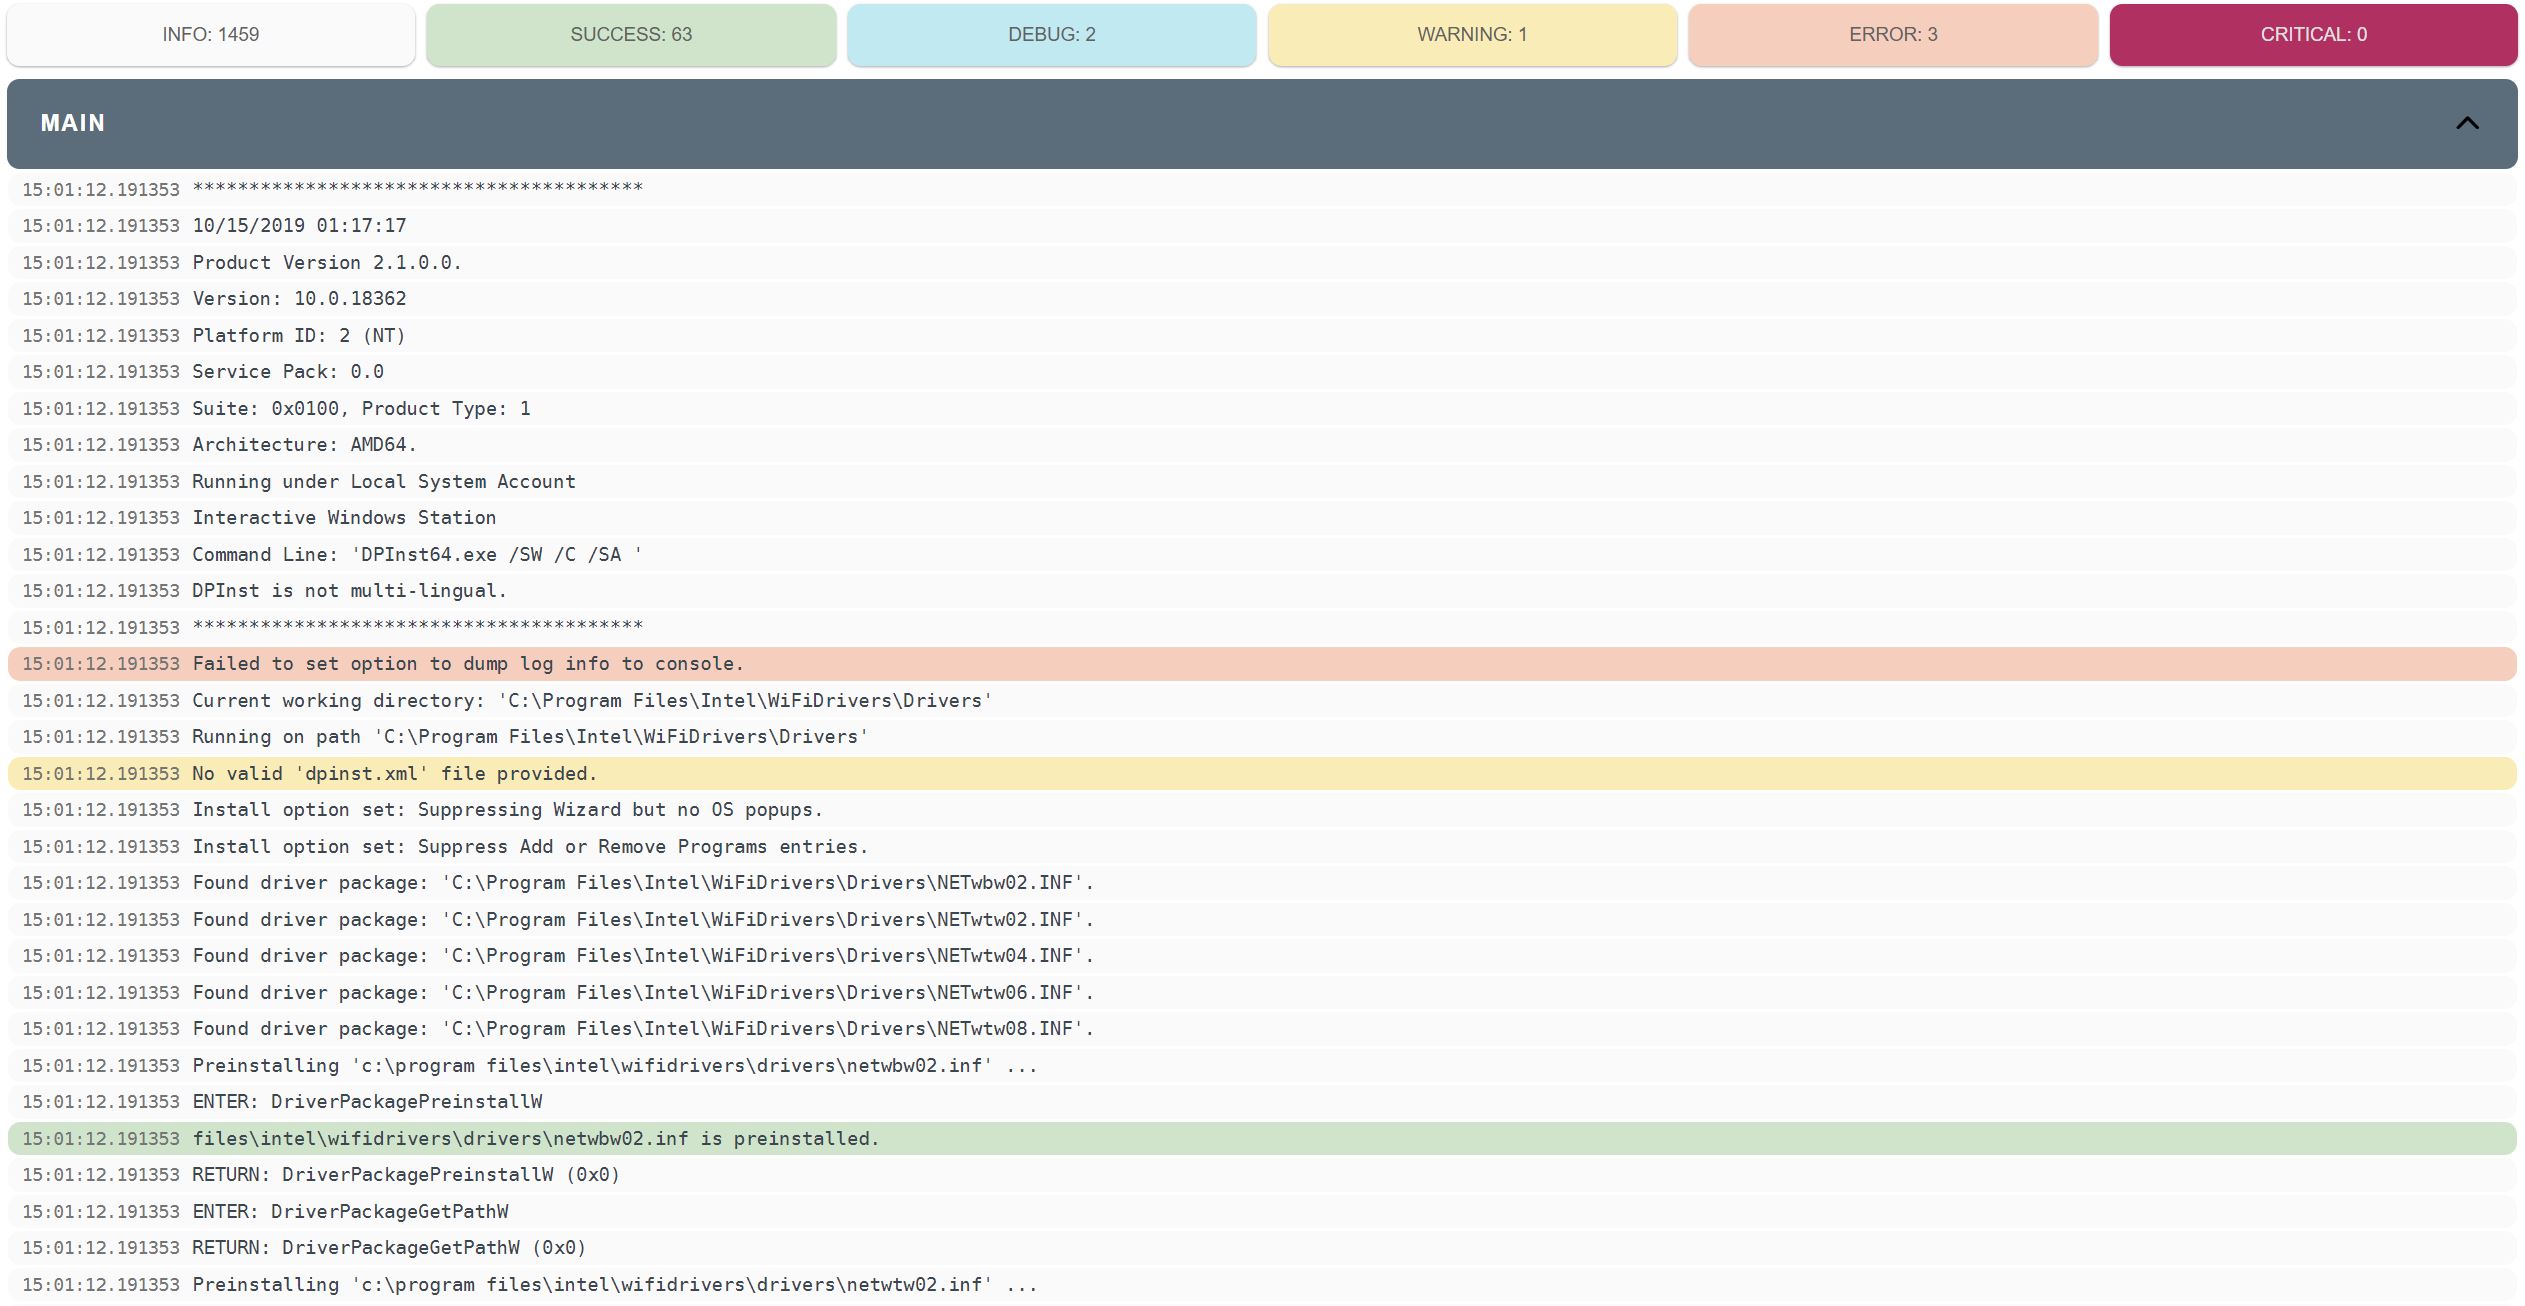 INFO: 1459 SUCCESS: 63 DEBUG: 2 WARNING: 1 ERROR: 3 CRITICAL: 0
MAIN
15:01:12.191353 ****************************************
15:01:12.191353 10/15/2019 01:17:17
15:01:12.191353 Product Version 2.1.0.0.
15:01:12.191353 Version: 10.0.18362
15:01:12.191353 Platform ID: 2 (NT)
15:01:12.191353 Service Pack: 0.0
15:01:12.191353 Suite: 0x0100, Product Type: 1
15:01:12.191353 Architecture: AMD64.
15:01:12.191353 Running under Local System Account
15:01:12.191353 Interactive Windows Station
15:01:12.191353 Command Line: 'DPInst64.exe /SW /C /SA '
15:01:12.191353 DPInst is not multi-lingual.
15:01:12.191353 ****************************************
15:01:12.191353 Failed to set option to dump log info to console.
15:01:12.191353 Current working directory: 'C:\Program Files\Intel\WiFiDrivers\Drivers'
15:01:12.191353 Running on path 'C:\Program Files\Intel\WiFiDrivers\Drivers'
15:01:12.191353 No valid 'dpinst.xml' file provided.
15:01:12.191353 Install option set: Suppressing Wizard but no OS popups.
15:01:12.191353 Install option set: Suppress Add or Remove Programs entries.
15:01:12.191353 Found driver package: 'C:\Program Files\Intel\WiFiDrivers\Drivers\NETwbw02.INF'.
15:01:12.191353 Found driver package: 'C:\Program Files\Intel\WiFiDrivers\Drivers\NETwtw02.INF'.
15:01:12.191353 Found driver package: 'C:\Program Files\Intel\WiFiDrivers\Drivers\NETwtw04.INF'.
15:01:12.191353 Found driver package: 'C:\Program Files\Intel\WiFiDrivers\Drivers\NETwtw06.INF'.
15:01:12.191353 Found driver package: 'C:\Program Files\Intel\WiFiDrivers\Drivers\NETwtw08.INF'.
15:01:12.191353 Preinstalling 'c:\program files\intel\wifidrivers\drivers\netwbw02.inf' ...
15:01:12.191353 ENTER: DriverPackagePreinstallW
15:01:12.191353 files\intel\wifidrivers\drivers\netwbw02.inf is preinstalled.
15:01:12.191353 RETURN: DriverPackagePreinstallW (0x0)
15:01:12.191353 ENTER: DriverPackageGetPathW
15:01:12.191353 RETURN: DriverPackageGetPathW (0x0)
15:01:12.191353 Preinstalling 'c:\program files\intel\wifidrivers\drivers\netwtw02.inf' ...